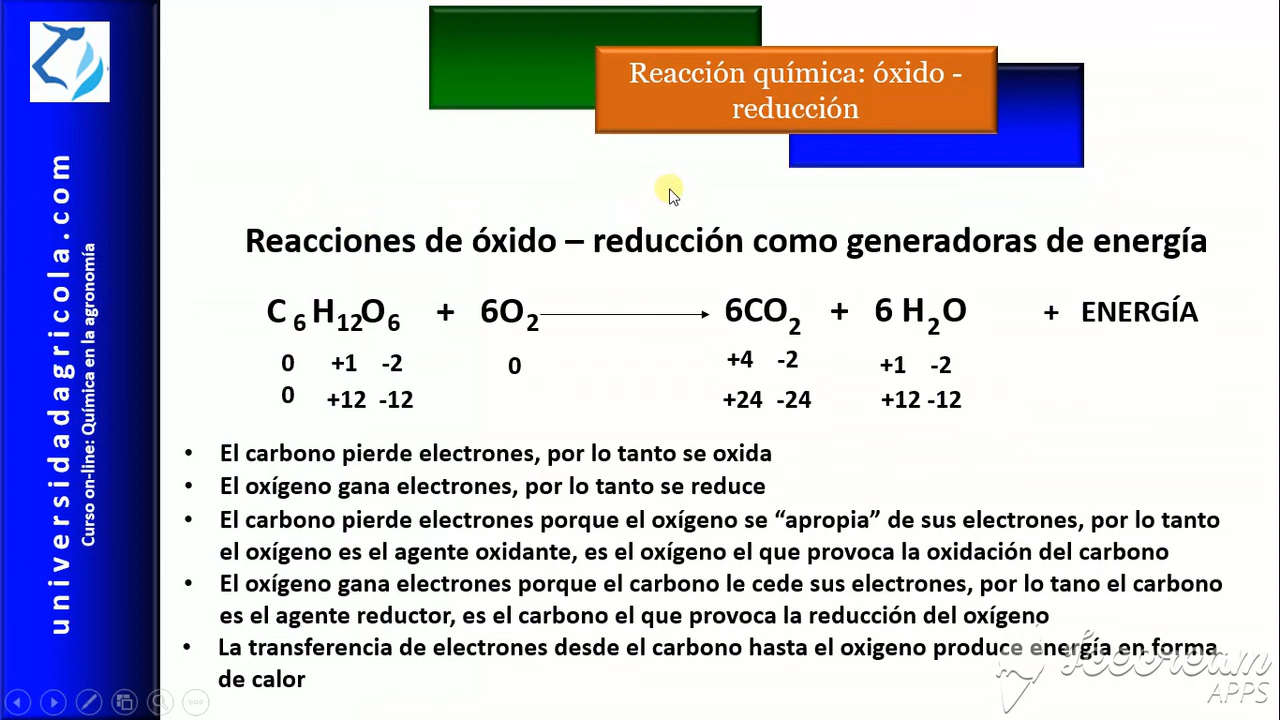 universidadagricola.com
Curso on-line: Química en la agronomía
Reacción química: óxido -
reducción
Reacciones de óxido – reducción como generadoras de energía
C 6 H12O6 + 6O2 6CO2 + 6 H2O + ENERGÍA
0 +1 -2 0 +4 -2 +1 -2
0 +12 -12 +24 -24 +12 -12
• El carbono pierde electrones, por lo tanto se oxida
• El oxígeno gana electrones, por lo tanto se reduce
• El carbono pierde electrones porque el oxígeno se “apropia” de sus electrones, por lo tanto
el oxígeno es el agente oxidante, es el oxígeno el que provoca la oxidación del carbono
• El oxígeno gana electrones porque el carbono le cede sus electrones, por lo tano el carbono
es el agente reductor, es el carbono el que provoca la reducción del oxígeno
• La transferencia de electrones desde el carbono hasta el oxigeno produce energía en forma
de calor
Icecream
APPS